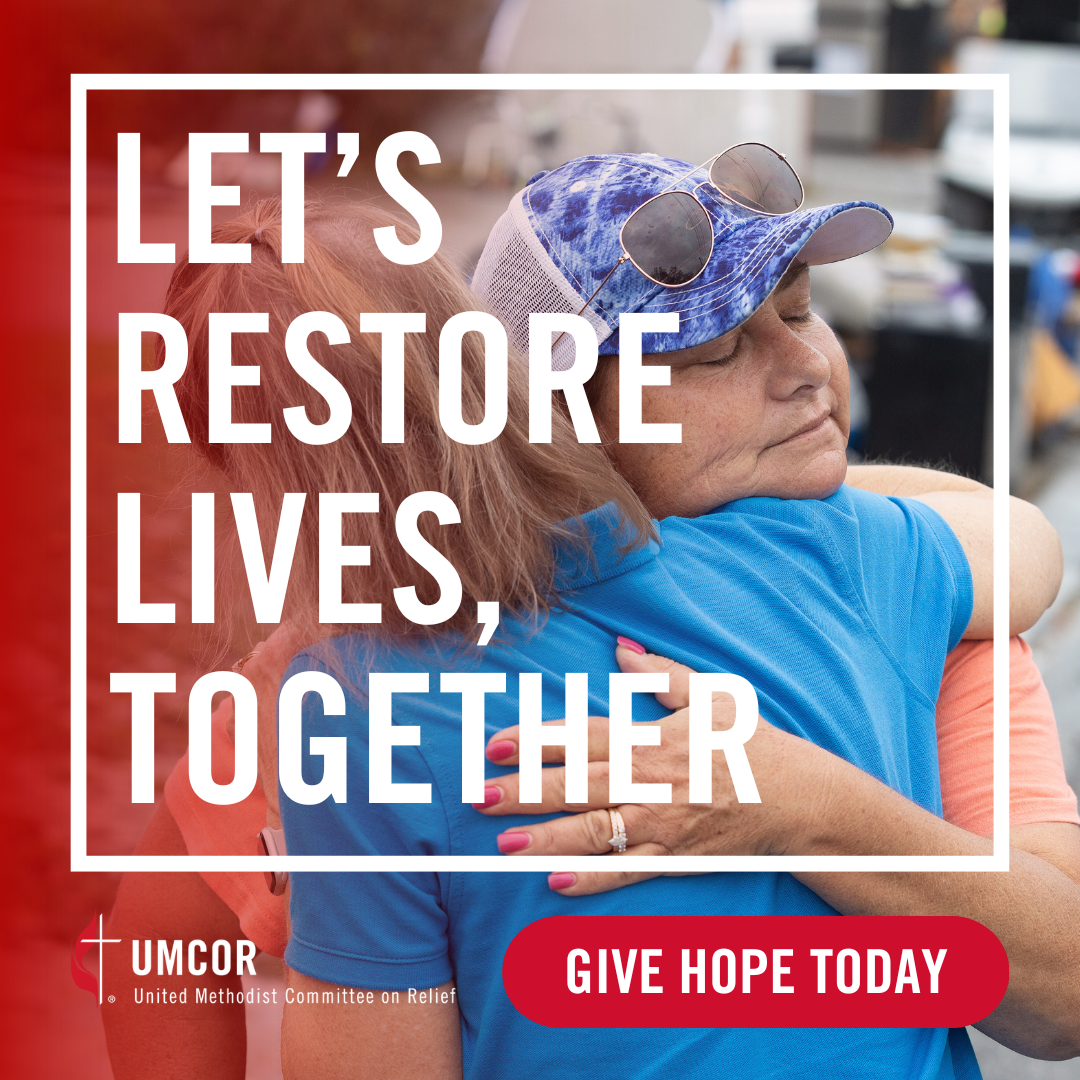 LET’S
RESTORE
LIVES,
TOGETHER
UMCOR
® United Methodist Committee on Relief
GIVE HOPE TODAY